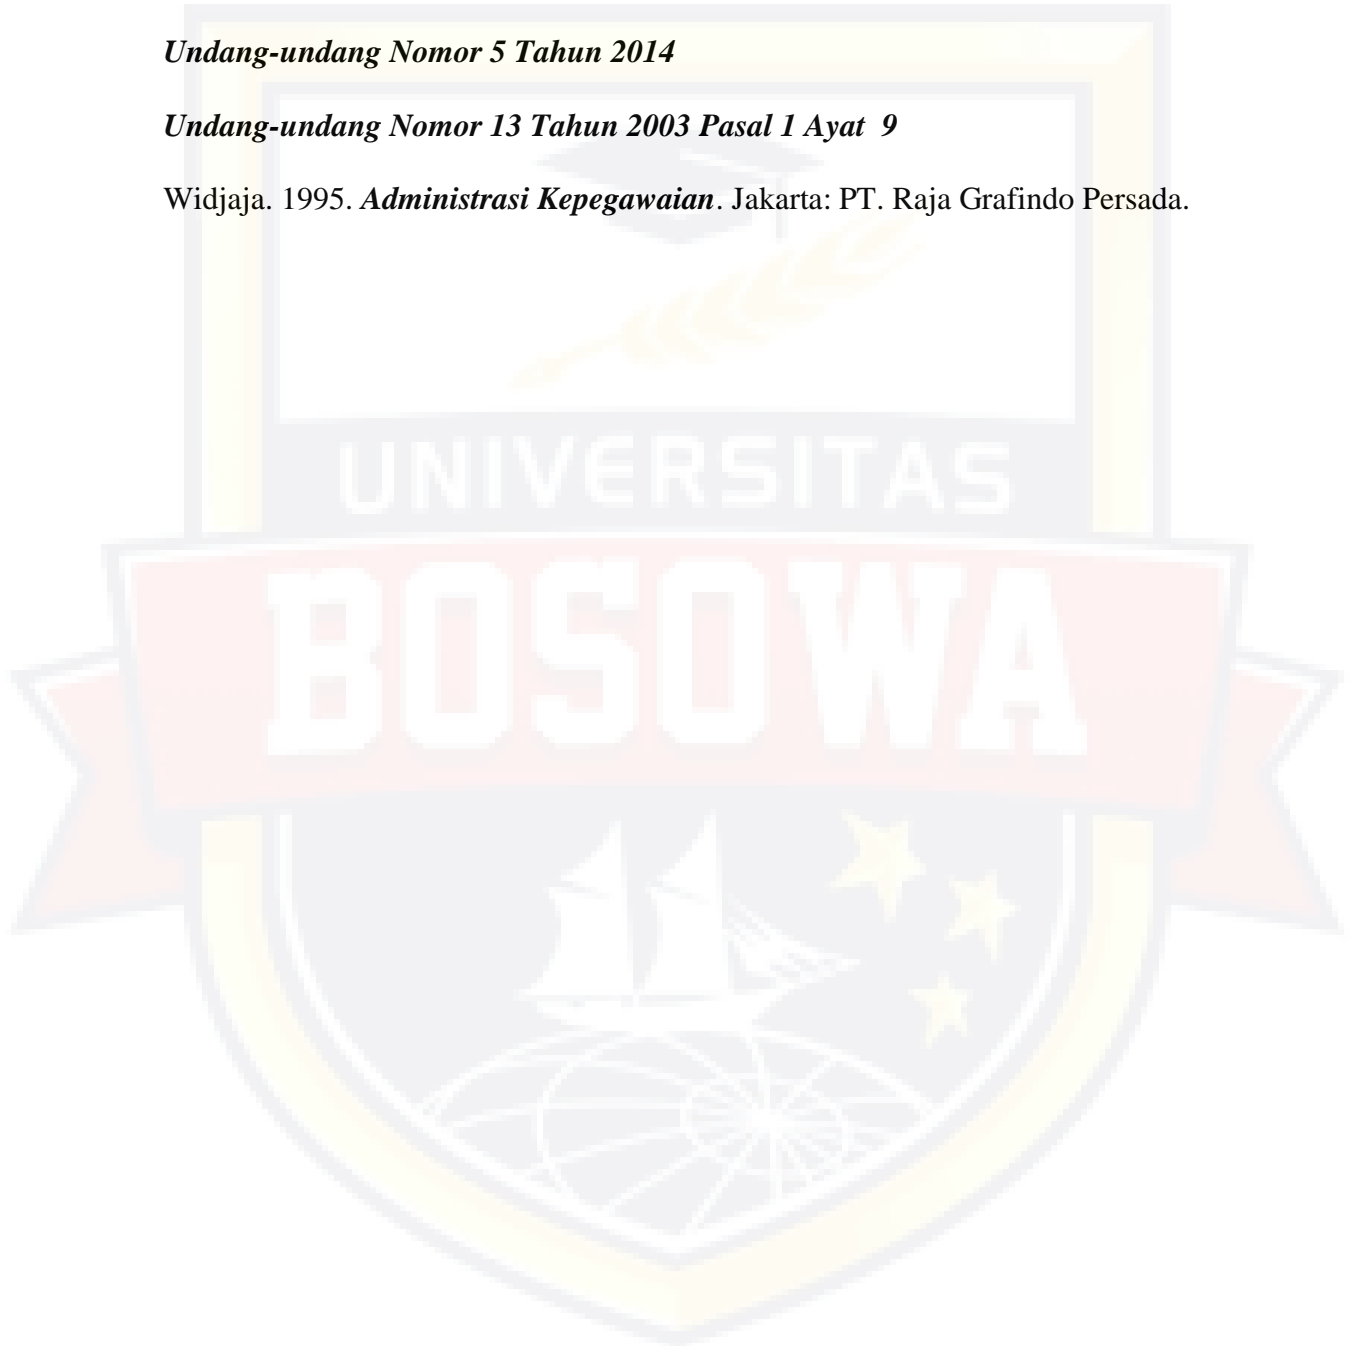 Undang-undang Nomor 5 Tahun 2014
Undang-undang Nomor 13 Tahun 2003 Pasal 1 Ayat  9
Widjaja. 1995. Administrasi Kepegawaian. Jakarta: PT. Raja Grafindo Persada.
UNIVERSITAS
BOSOWA